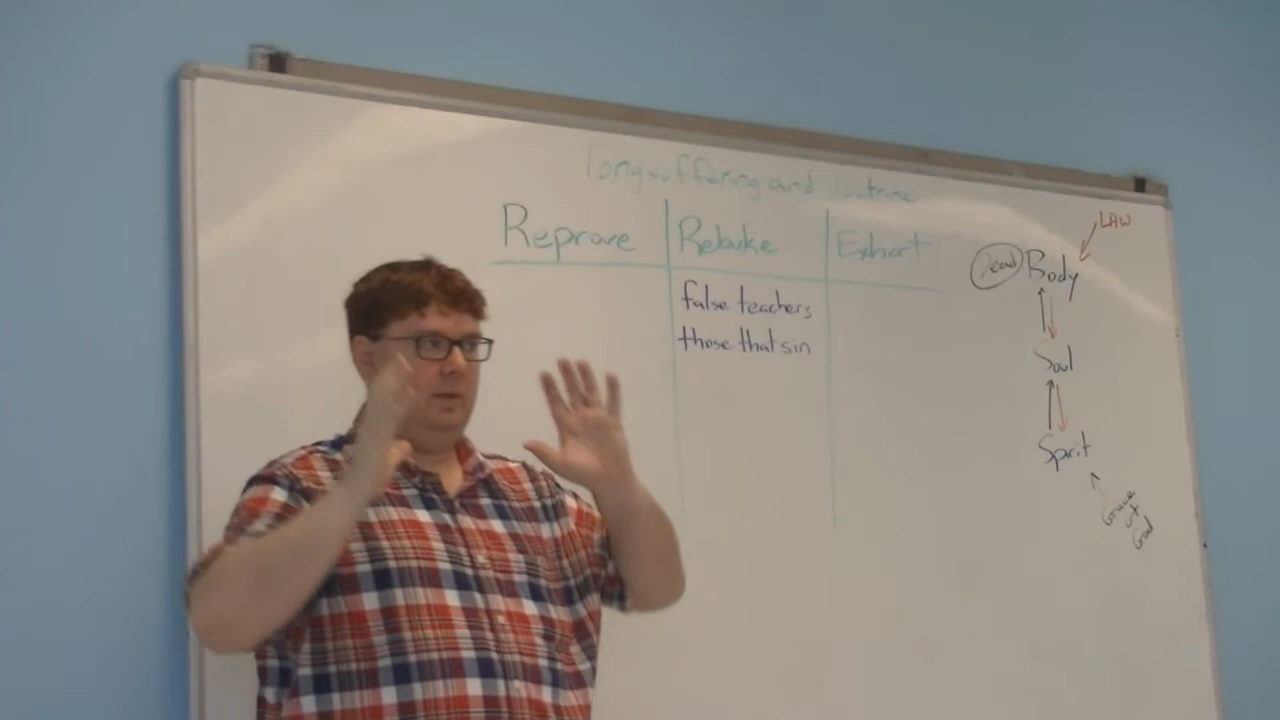 longsuffering and doctrine
Reprove Rebuke Exhort
false teachers
those that sin
LAW
Dead Body
Soul
Spirit
Grace of God